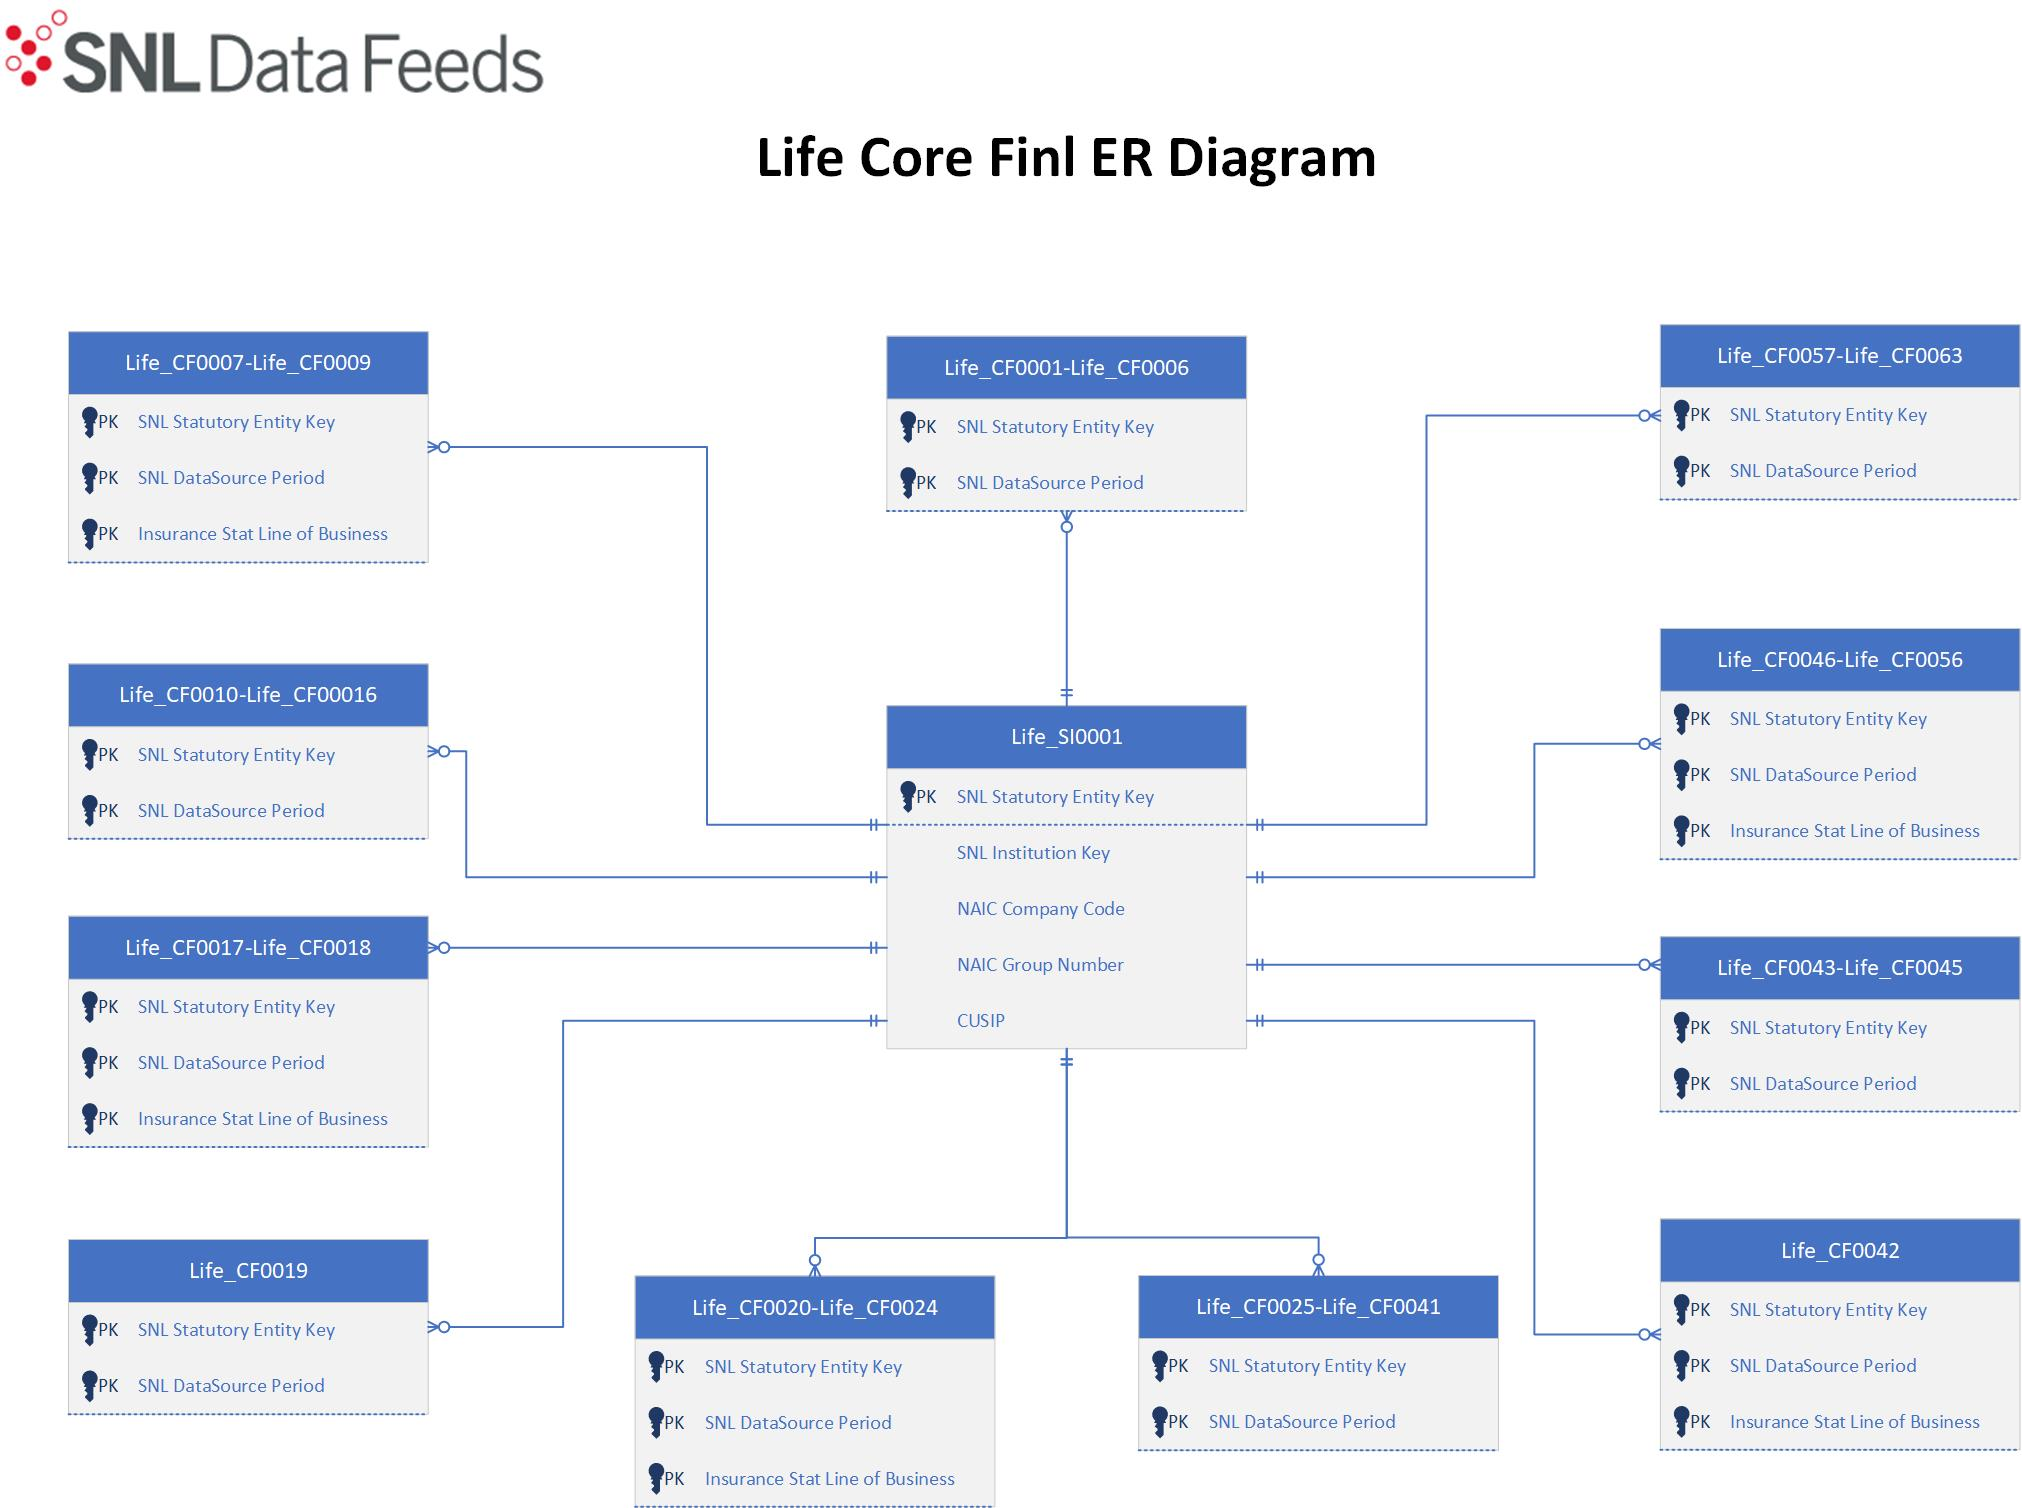 SNL Data Feeds
Life Core Finl ER Diagram
Life_CF0007-Life_CF0009
PK SNL Statutory Entity Key
PK SNL DataSource Period
PK Insurance Stat Line of Business
Life_CF0001-Life_CF0006
PK SNL Statutory Entity Key
PK SNL DataSource Period
Life_CF0057-Life_CF0063
PK SNL Statutory Entity Key
PK SNL DataSource Period
Life_CF0010-Life_CF00016
PK SNL Statutory Entity Key
PK SNL DataSource Period
Life_SI0001
PK SNL Statutory Entity Key
SNL Institution Key
NAIC Company Code
NAIC Group Number
CUSIP
Life_CF0046-Life_CF0056
PK SNL Statutory Entity Key
PK SNL DataSource Period
PK Insurance Stat Line of Business
Life_CF0017-Life_CF0018
PK SNL Statutory Entity Key
PK SNL DataSource Period
PK Insurance Stat Line of Business
Life_CF0043-Life_CF0045
PK SNL Statutory Entity Key
PK SNL DataSource Period
Life_CF0019
PK SNL Statutory Entity Key
PK SNL DataSource Period
Life_CF0020-Life_CF0024
PK SNL Statutory Entity Key
PK SNL DataSource Period
PK Insurance Stat Line of Business
Life_CF0025-Life_CF0041
PK SNL Statutory Entity Key
PK SNL DataSource Period
Life_CF0042
PK SNL Statutory Entity Key
PK SNL DataSource Period
PK Insurance Stat Line of Business